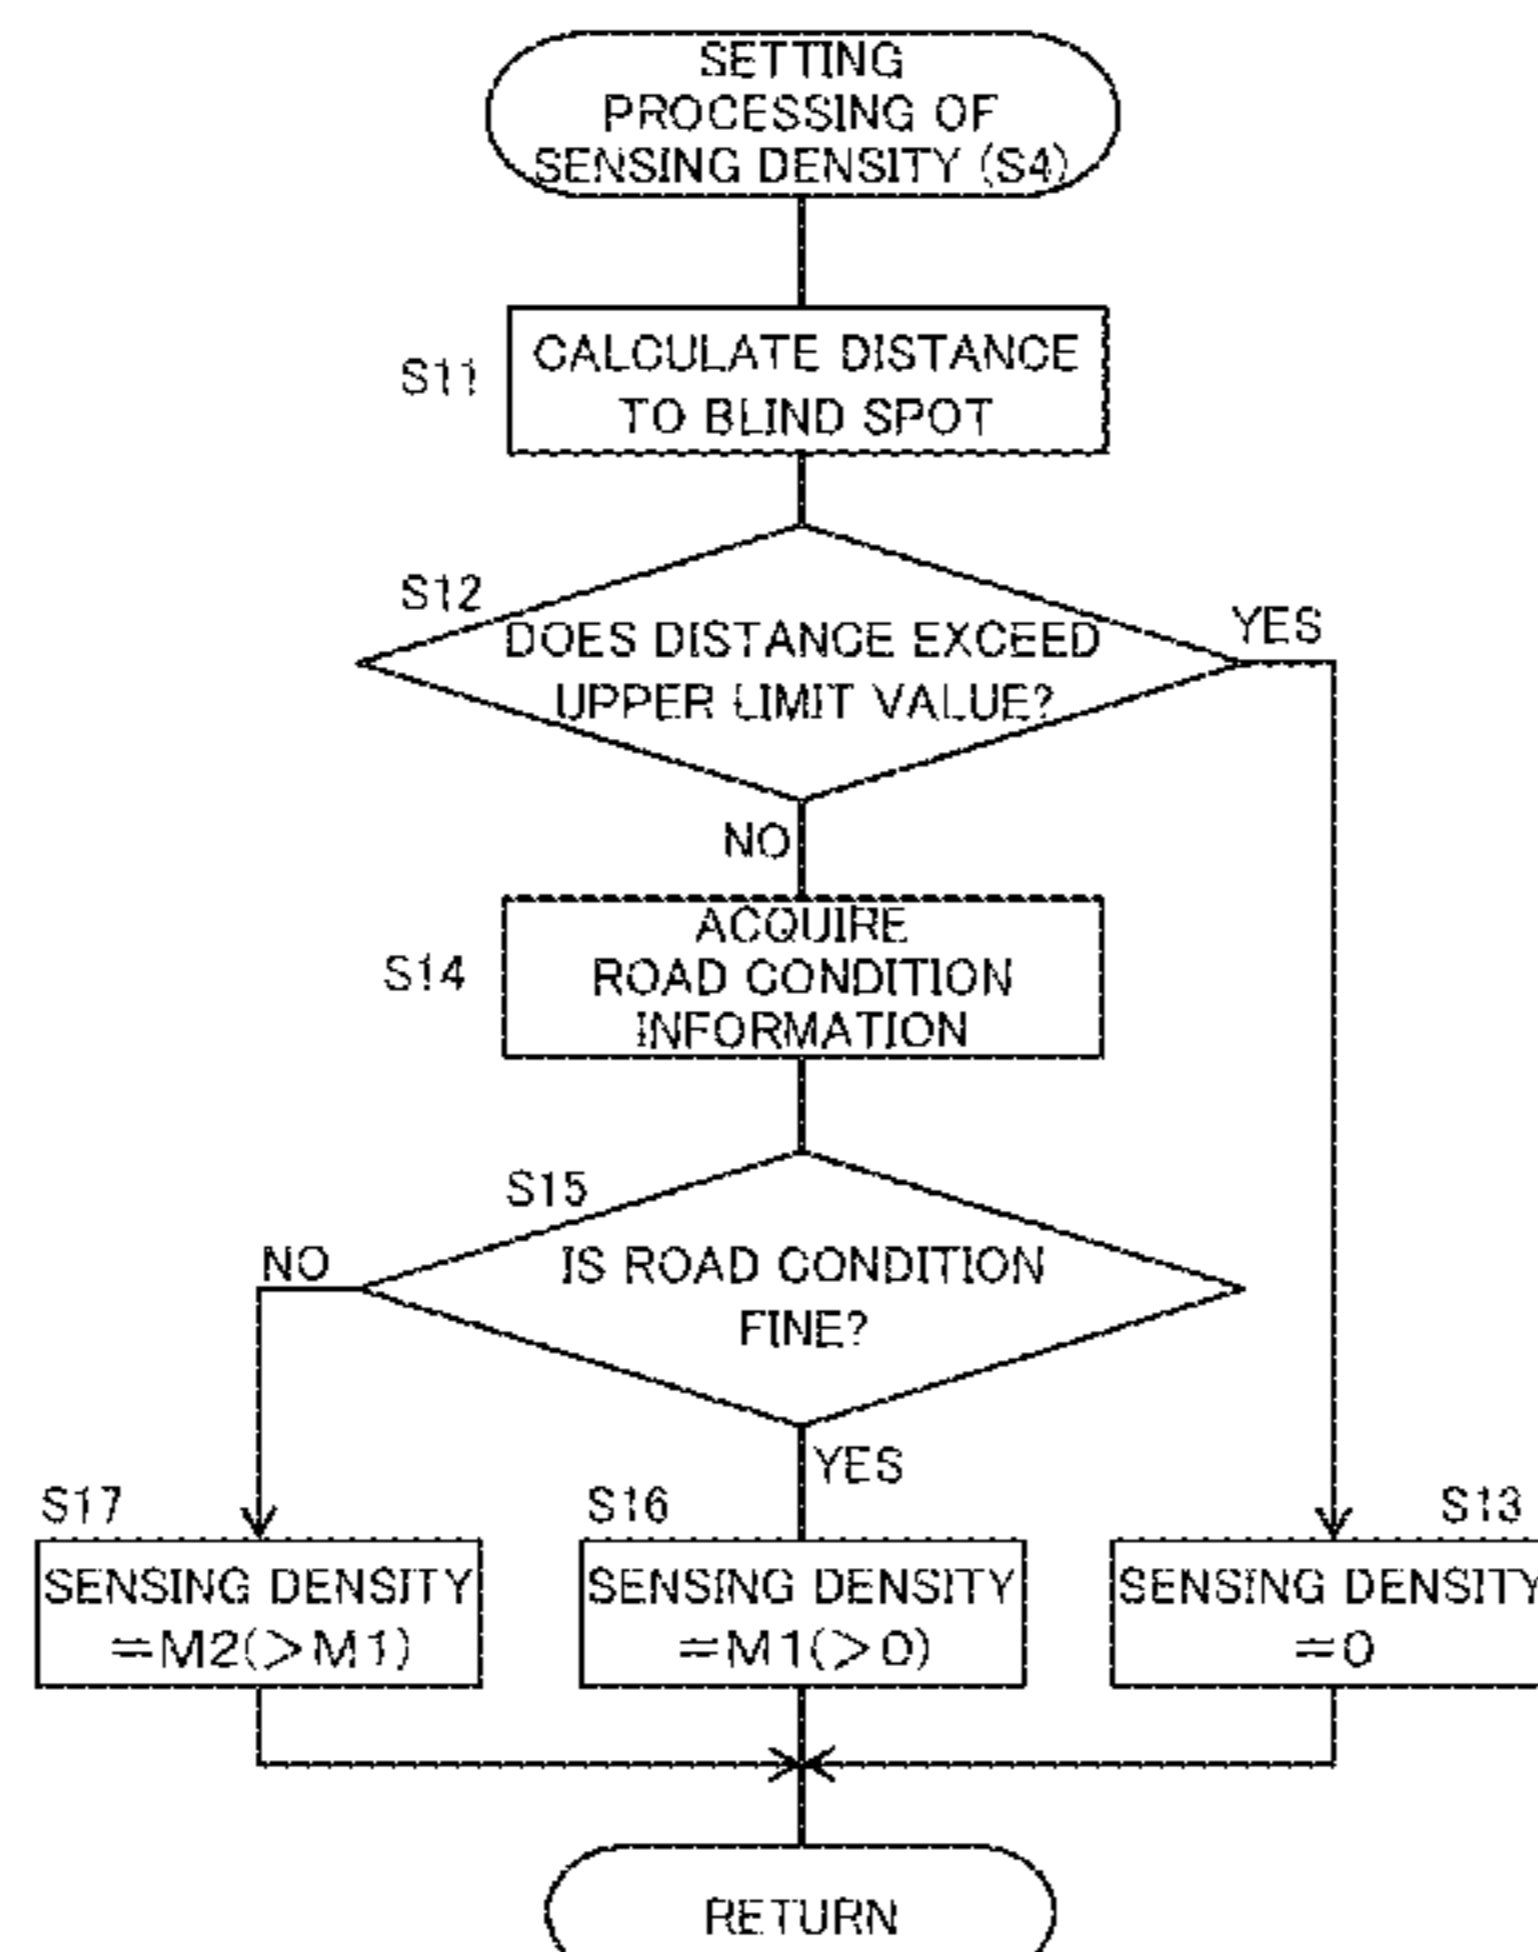 SETTING
PROCESSING OF
SENSING DENSITY (S4)
S11
CALCULATE DISTANCE
TO BLIND SPOT
S12
DOES DISTANCE EXCEED
UPPER LIMIT VALUE?
YES
NO
S14
ACQUIRE
ROAD CONDITION
INFORMATION
S15
IS ROAD CONDITION
FINE?
NO
YES
S17
SENSING DENSITY
=M2(>M1)
S16
SENSING DENSITY
=M1(>0)
S13
SENSING DENSITY
=0
RETURN